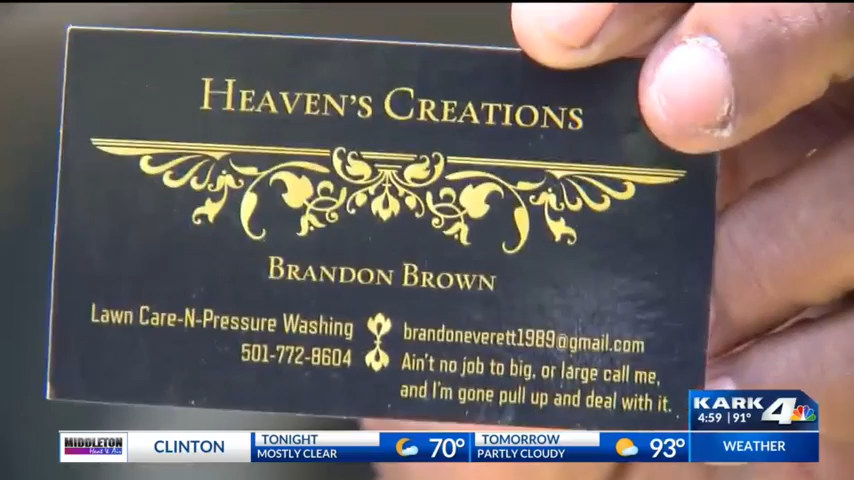 Heaven's Creations
Brandon Brown
Lawn Care-N-Pressure Washing
501-772-8604
brandoneverett1989@gmail.com
Ain't no job to big, or large call me,
and I'm gone pull up and deal with it.
KARK 4
4:59 91°
MIDDLETON
Heat & Air
CLINTON
TONIGHT
MOSTLY CLEAR
70°
TOMORROW
PARTLY CLOUDY
93°
WEATHER